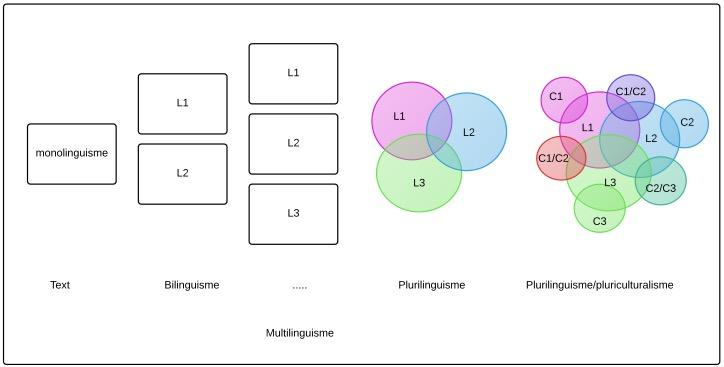 monolinguisme
L1
L2
L1
L2
L3
L1
L2
L3
C1
C1/C2
C2
L1
L2
C1/C2
L3
C2/C3
C3
Text
Bilinguisme
.....
Plurilinguisme
Plurilinguisme/pluriculturalisme
Multilinguisme